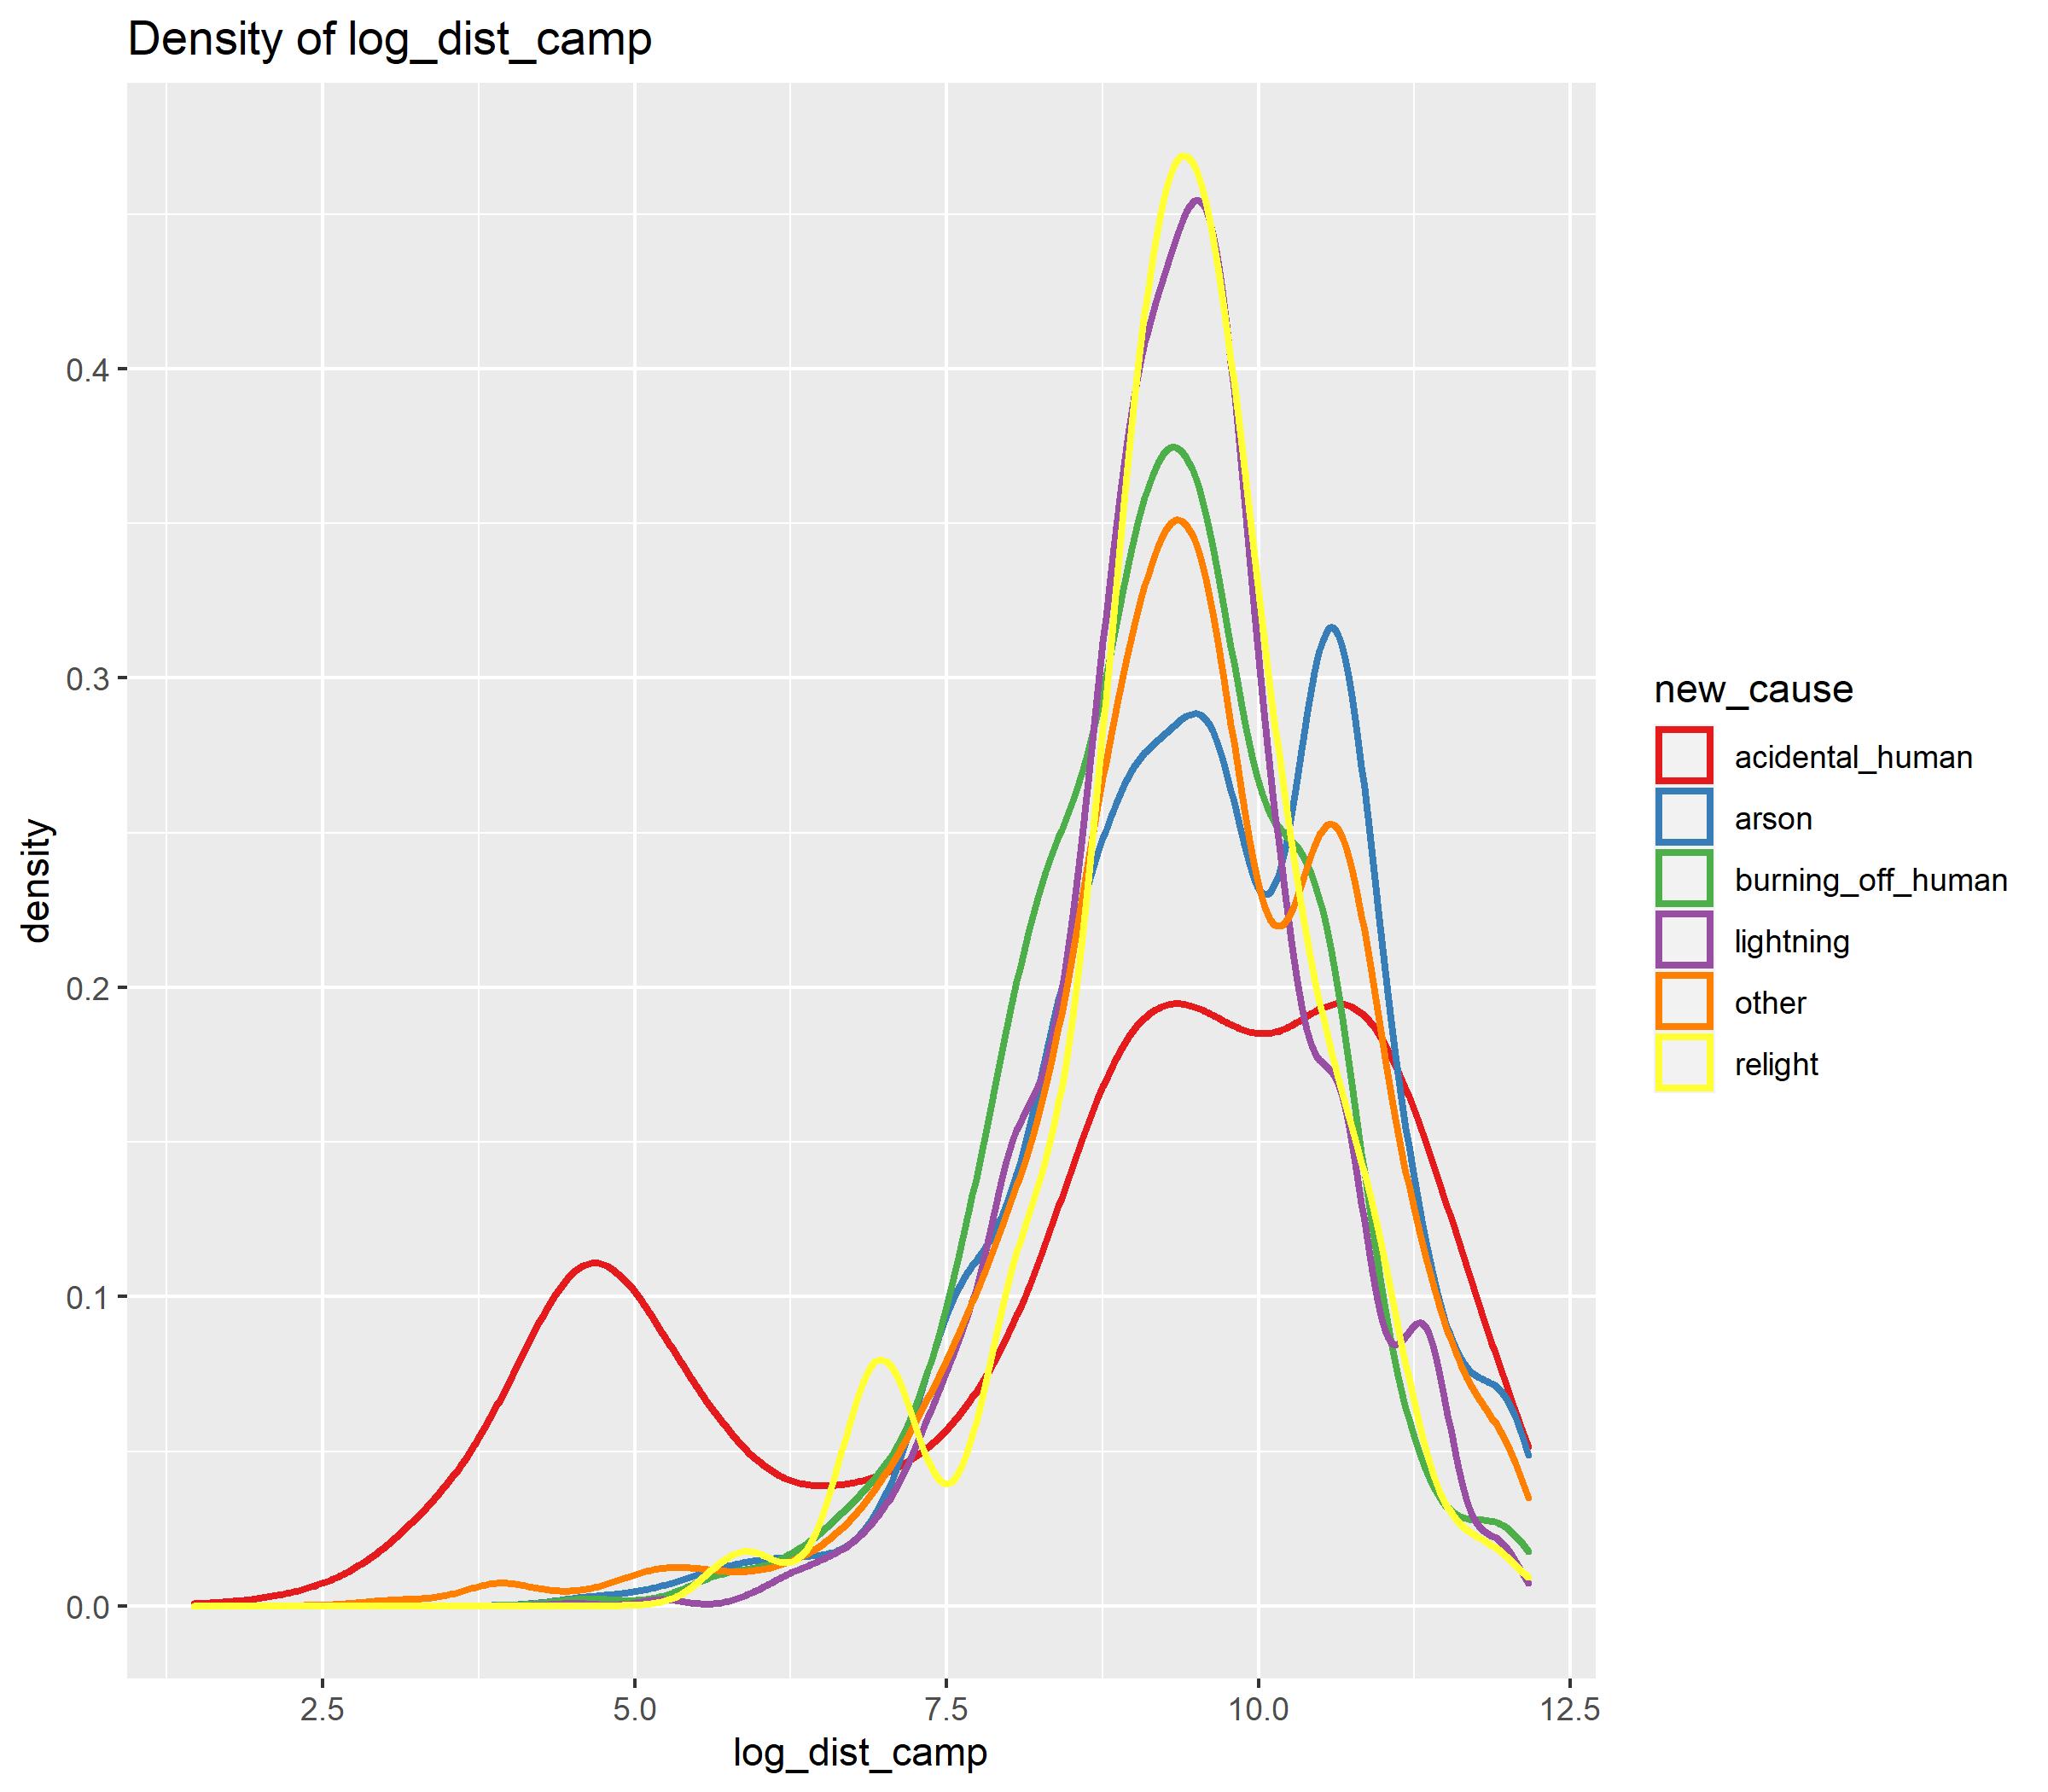 Density of log_dist_camp
0.4
0.3
0.2
0.1
0.0
density
2.5 5.0 7.5 10.0 12.5
log_dist_camp
new_cause
acidental_human
arson
burning_off_human
lightning
other
relight